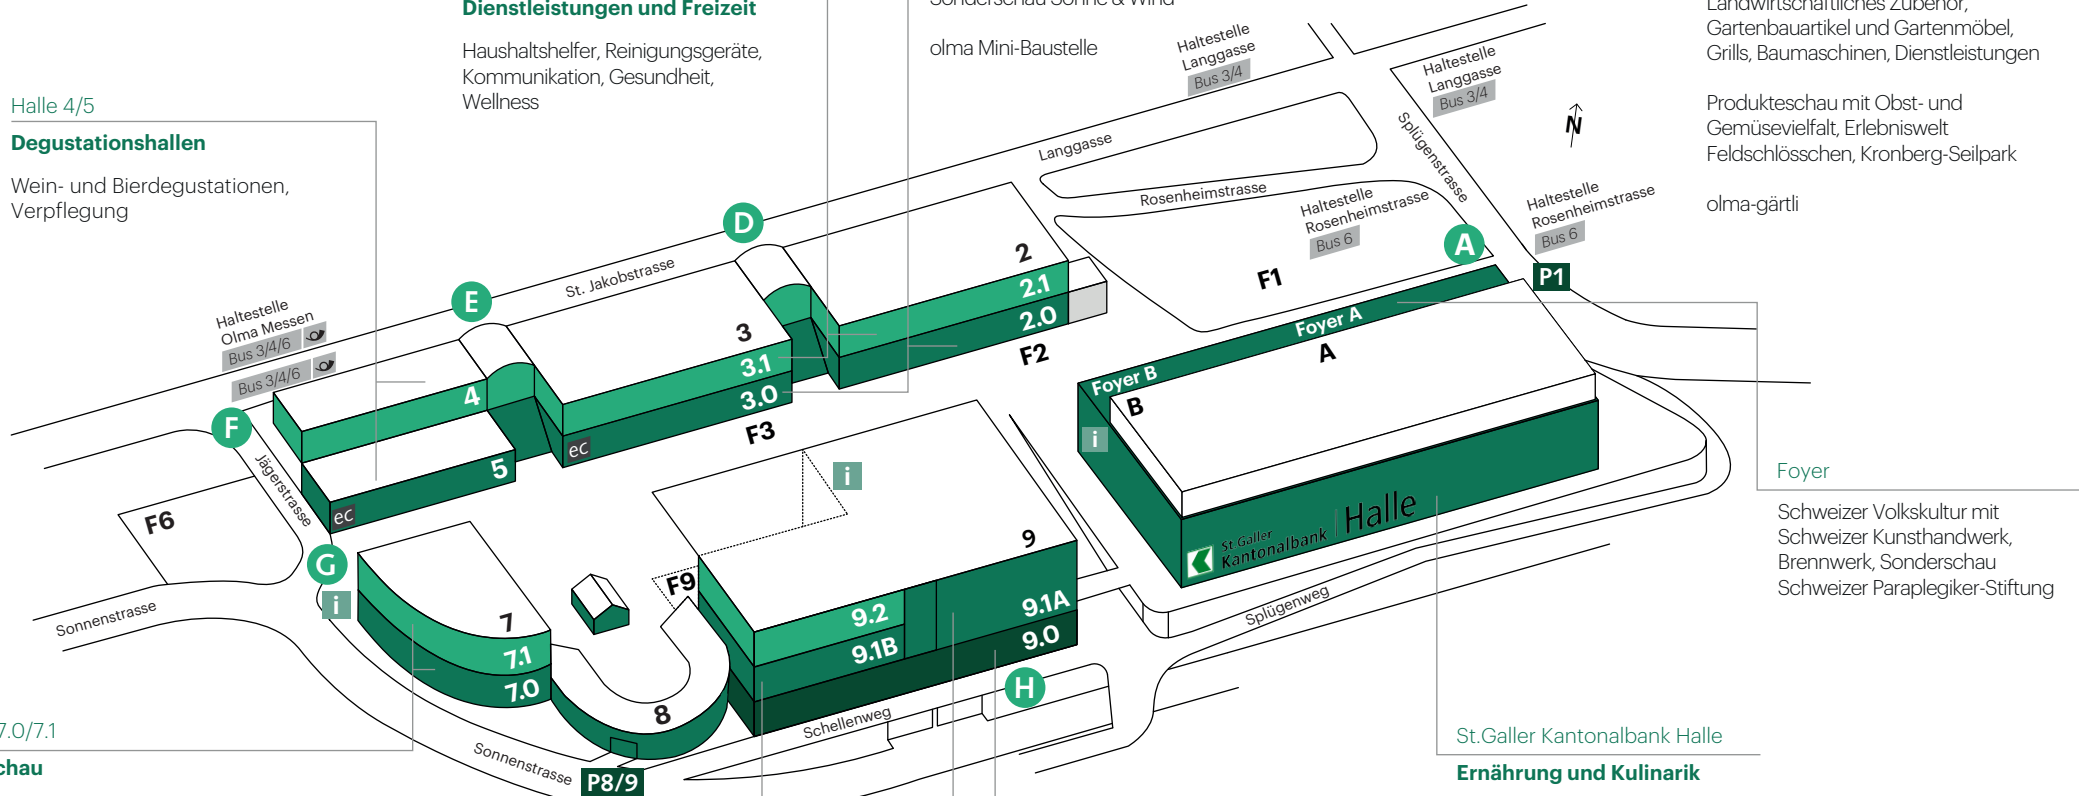 Dienstleistungen und Freizeit
Haushaltshelfer, Reinigungsgeräte,
Kommunikation, Gesundheit,
Wellness
Sonderschau Sonne & Wind
olma Mini-Baustelle
Landwirtschaftliches Zubehör,
Gartenbauartikel und Gartenmöbel,
Grills, Baumaschinen, Dienstleistungen
Produkteschau mit Obst- und
Gemüsevielfalt, Erlebniswelt
Feldschlösschen, Kronberg-Seilpark
olma-gärtli
Halle 4/5
Degustationshallen
Wein- und Bierdegustationen,
Verpflegung
Haltestelle
Langgasse
Bus 3/4
Haltestelle
Langgasse
Bus 3/4
N
Langgasse
Splügenstrasse
Rosenheimstrasse
Haltestelle
Rosenheimstrasse
Bus 6
Haltestelle
Rosenheimstrasse
Bus 6
A
P1
D
St. Jakobstrasse
E
Haltestelle
Olma Messen
Bus 3/4/6
Bus 3/4/6
F
Jägerstrasse
2
2.1
2.0
F1
F2
3
3.1
3.0
F3
ec
4
5
ec
Foyer A
A
Foyer B
B
i
St.Galler
Kantonalbank
Halle
F6
G
i
Sonnenstrasse
7
7.1
7.0
8
F9
i
9
9.2
9.1A
9.1B
9.0
H
Schellenweg
Splügenweg
Sonnenstrasse
P8/9
Foyer
Schweizer Volkskultur mit
Schweizer Kunsthandwerk,
Brennwerk, Sonderschau
Schweizer Paraplegiker-Stiftung
7.0/7.1
chau
St.Galler Kantonalbank Halle
Ernährung und Kulinarik